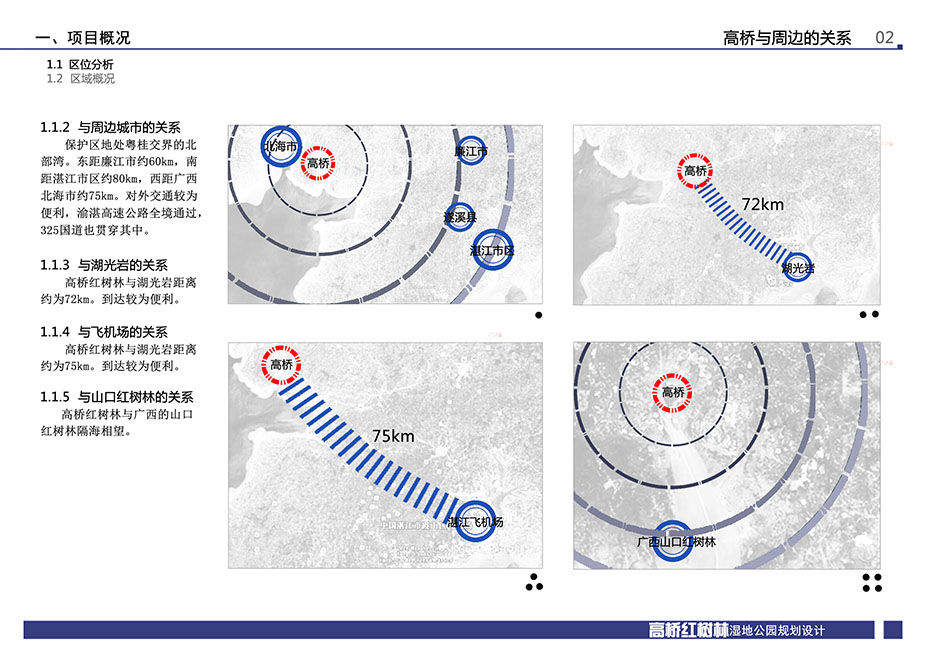 一、项目概况
高桥与周边的关系 02
1.1 区位分析
1.2 区域概况
1.1.2 与周边城市的关系
保护区地处粤桂交界的北
部湾。东距廉江市约60km，南
距湛江市区约80km，西距广西
北海市约75km。对外交通较为
便利，渝湛高速公路全境通过，
325国道也贯穿其中。
1.1.3 与湖光岩的关系
高桥红树林与湖光岩距离
约为72km。到达较为便利。
1.1.4 与飞机场的关系
高桥红树林与湖光岩距离
约为75km。到达较为便利。
1.1.5 与山口红树林的关系
高桥红树林与广西的山口
红树林隔海相望。
北海市
高桥
廉江市
遂溪县
湛江市区
高桥
72km
湖光岩
高桥
75km
湛江飞机场
高桥
广西山口红树林
高桥红树林湿地公园规划设计